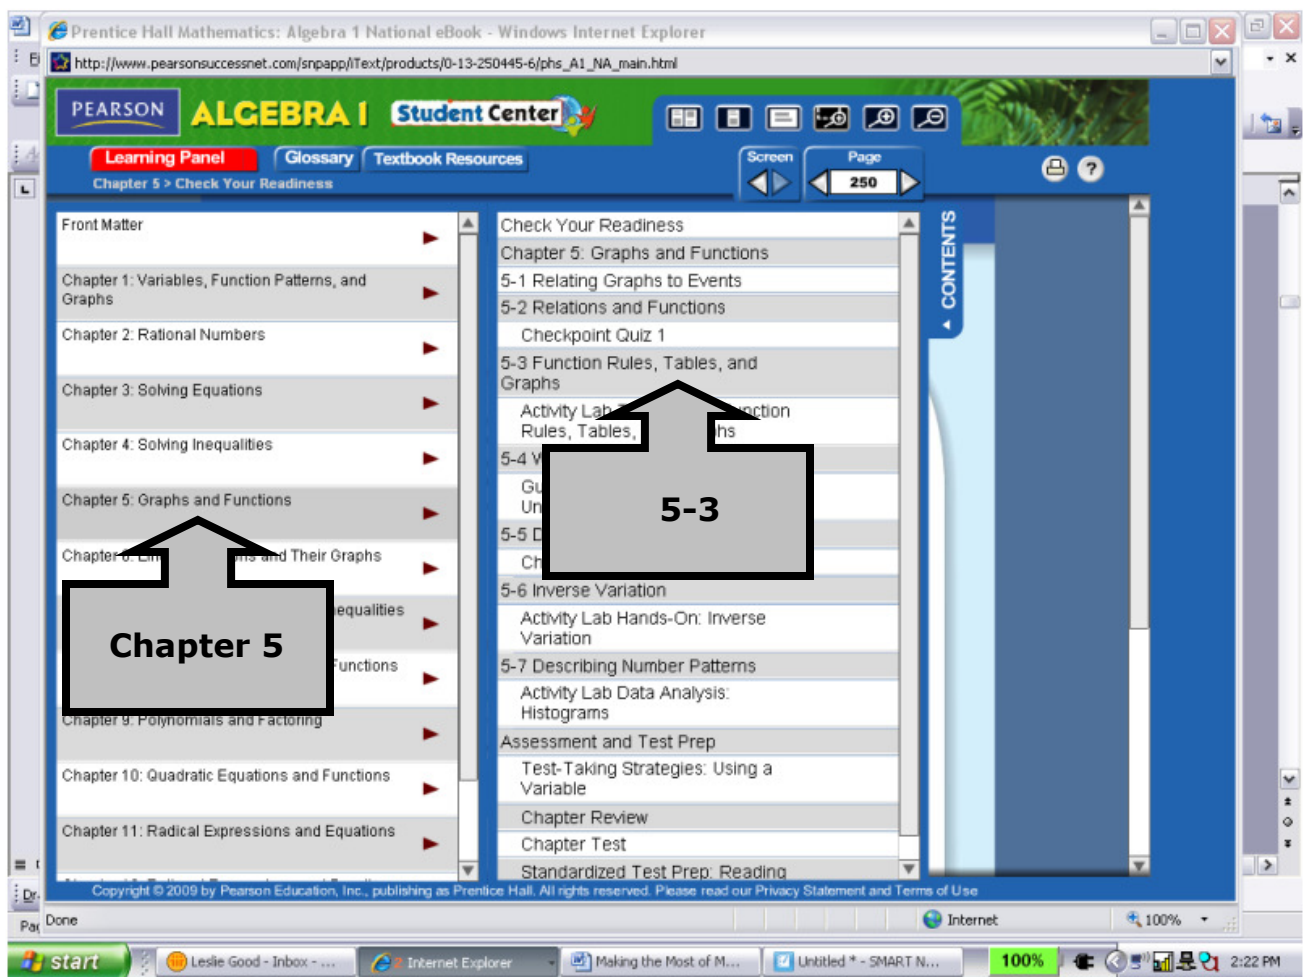 Prentice Hall Mathematics: Algebra 1 National eBook - Windows Internet Explorer
http://www.pearsonsuccessnet.com/snpapp/iText/products/0-13-250445-6/phs_A1_NA_main.html
PEARSON ALGEBRA 1 Student Center
Learning Panel Glossary Textbook Resources Screen Page
Chapter 5 > Check Your Readiness 250
CONTENTS
Front Matter
Chapter 1: Variables, Function Patterns, and
Graphs
Chapter 2: Rational Numbers
Chapter 3: Solving Equations
Chapter 4: Solving Inequalities
Chapter 5: Graphs and Functions
and Their Graphs
equalities
Functions
Chapter 5
Chapter 9: Polynomials and Factoring
Chapter 10: Quadratic Equations and Functions
Chapter 11: Radical Expressions and Equations
Check Your Readiness
Chapter 5: Graphs and Functions
5-1 Relating Graphs to Events
5-2 Relations and Functions
Checkpoint Quiz 1
5-3 Function Rules, Tables, and
Graphs
Activity Lab
Rules, Tables,
5-4
5-3
5-5
5-6 Inverse Variation
Activity Lab Hands-On: Inverse
Variation
5-7 Describing Number Patterns
Activity Lab Data Analysis:
Histograms
Assessment and Test Prep
Test-Taking Strategies: Using a
Variable
Chapter Review
Chapter Test
Standardized Test Prep: Reading
Copyright © 2009 by Pearson Education, Inc., publishing as Prentice Hall. All rights reserved. Please read our Privacy Statement and Terms of Use
Done Internet 100%
start Leslie Good - Inbox - ... 2 Internet Explorer Making the Most of M... Untitled * - SMART N... 100% 2:22 PM